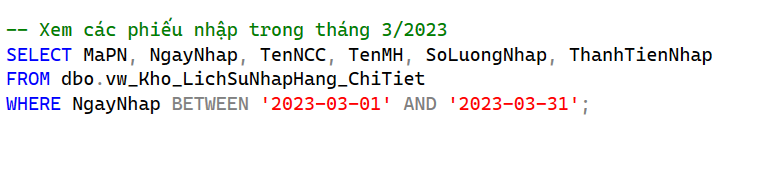 -- Xem các phiếu nhập trong tháng 3/2023
SELECT MaPN, NgayNhap, TenNCC, TenMH, SoLuongNhap, ThanhTienNhap
FROM dbo.vw_Kho_LichSuNhapHang_ChiTiet
WHERE NgayNhap BETWEEN '2023-03-01' AND '2023-03-31';